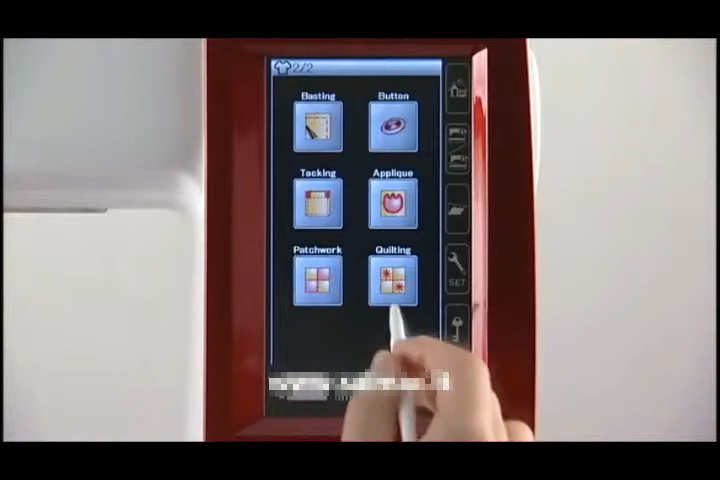 2/2
Basting Button
Tacking Applique
Patchwork Quilting
SET